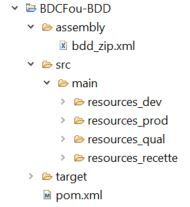 BDCFou-BDD
assembly
bdd_zip.xml
src
main
resources_dev
resources_prod
resources_qual
resources_recette
target
pom.xml